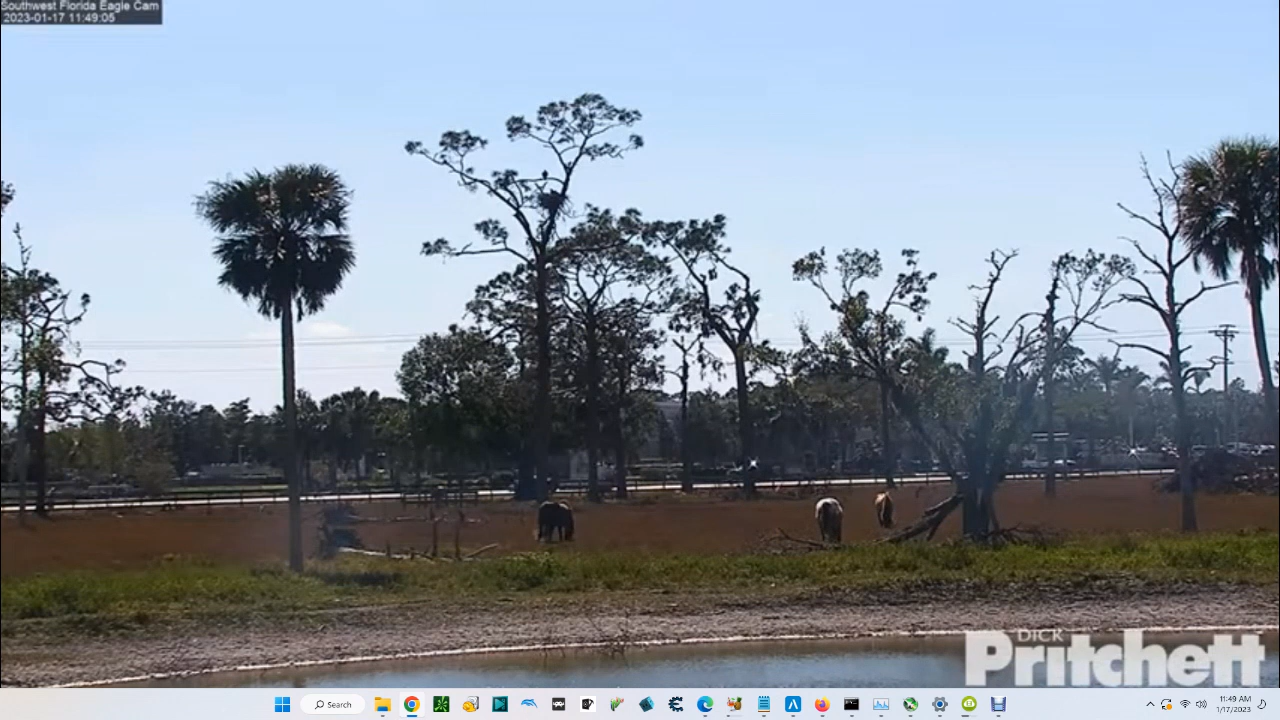 Southwest Florida Eagle Cam
2023-01-17 11:49:05
DICK
Pritchett
Search
11:49 AM
1/17/2023